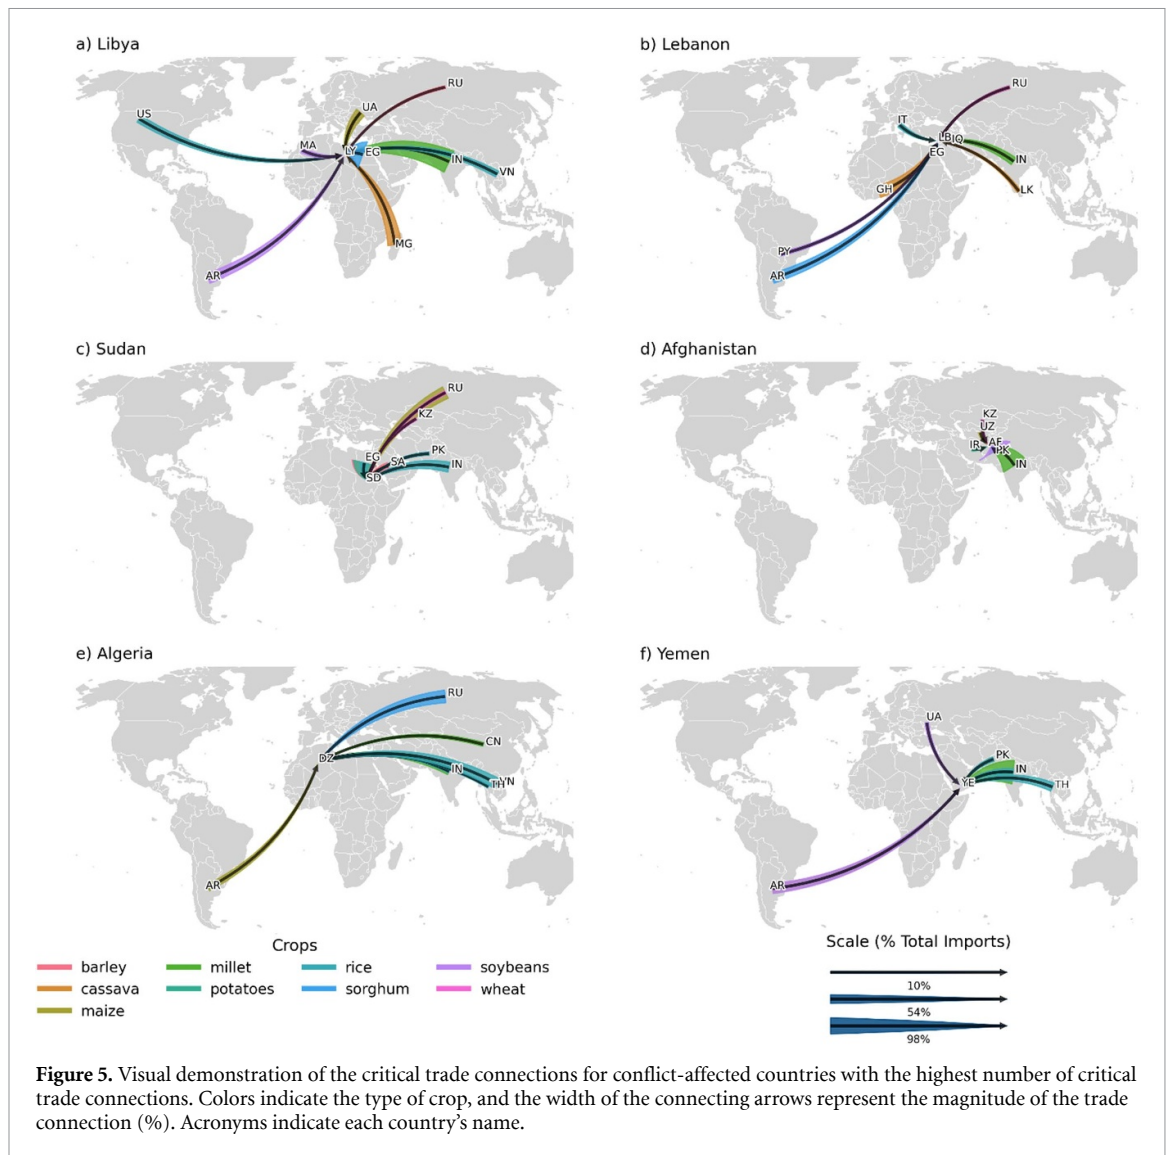 a) Libya
US
MA
UA
RU
LY
EG
IN
VN
MG
AR
b) Lebanon
RU
IT
LB
IQ
EG
IN
GH
LK
PY
AR
c) Sudan
RU
KZ
EG
SA
PK
IN
SD
d) Afghanistan
KZ
UZ
IR
AF
PK
IN
e) Algeria
RU
CN
DZ
IN
VN
TH
AR
f) Yemen
UA
PK
IN
YE
TH
AR
Crops
barley
millet
rice
soybeans
cassava
potatoes
sorghum
wheat
maize
Scale (% Total Imports)
10%
54%
98%
Figure 5. Visual demonstration of the critical trade connections for conflict-affected countries with the highest number of critical
trade connections. Colors indicate the type of crop, and the width of the connecting arrows represent the magnitude of the trade
connection (%). Acronyms indicate each country's name.